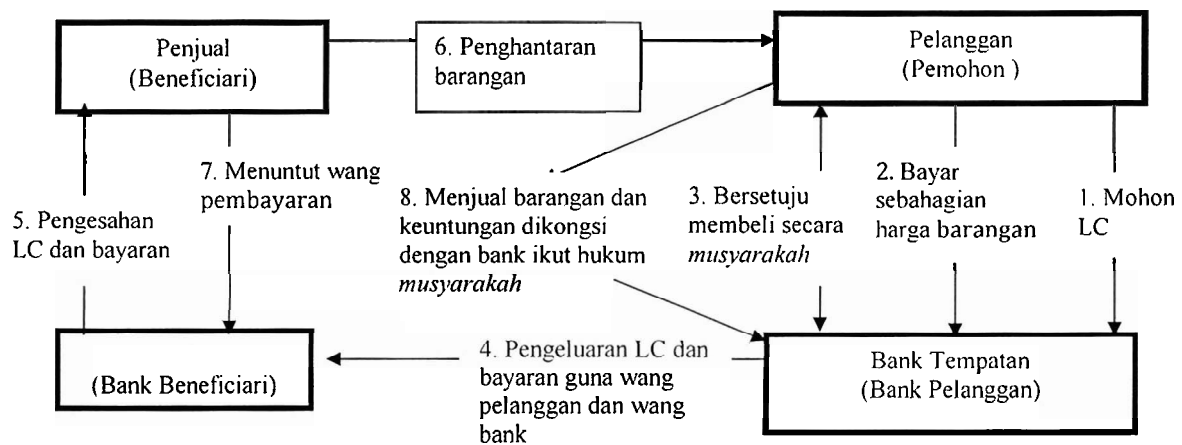 Penjual
(Beneficiari)
6. Penghantaran
barangan
Pelanggan
(Pemohon )
5. Pengesahan
LC dan bayaran
7. Menuntut wang
pembayaran
8. Menjual barangan dan
keuntungan dikongsi
dengan bank ikut hukum
musyarakah
3. Bersetuju
membeli secara
musyarakah
2. Bayar
sebahagian
harga barangan
1. Mohon
LC
(Bank Beneficiari)
4. Pengeluaran LC dan
bayaran guna wang
pelanggan dan wang
bank
Bank Tempatan
(Bank Pelanggan)